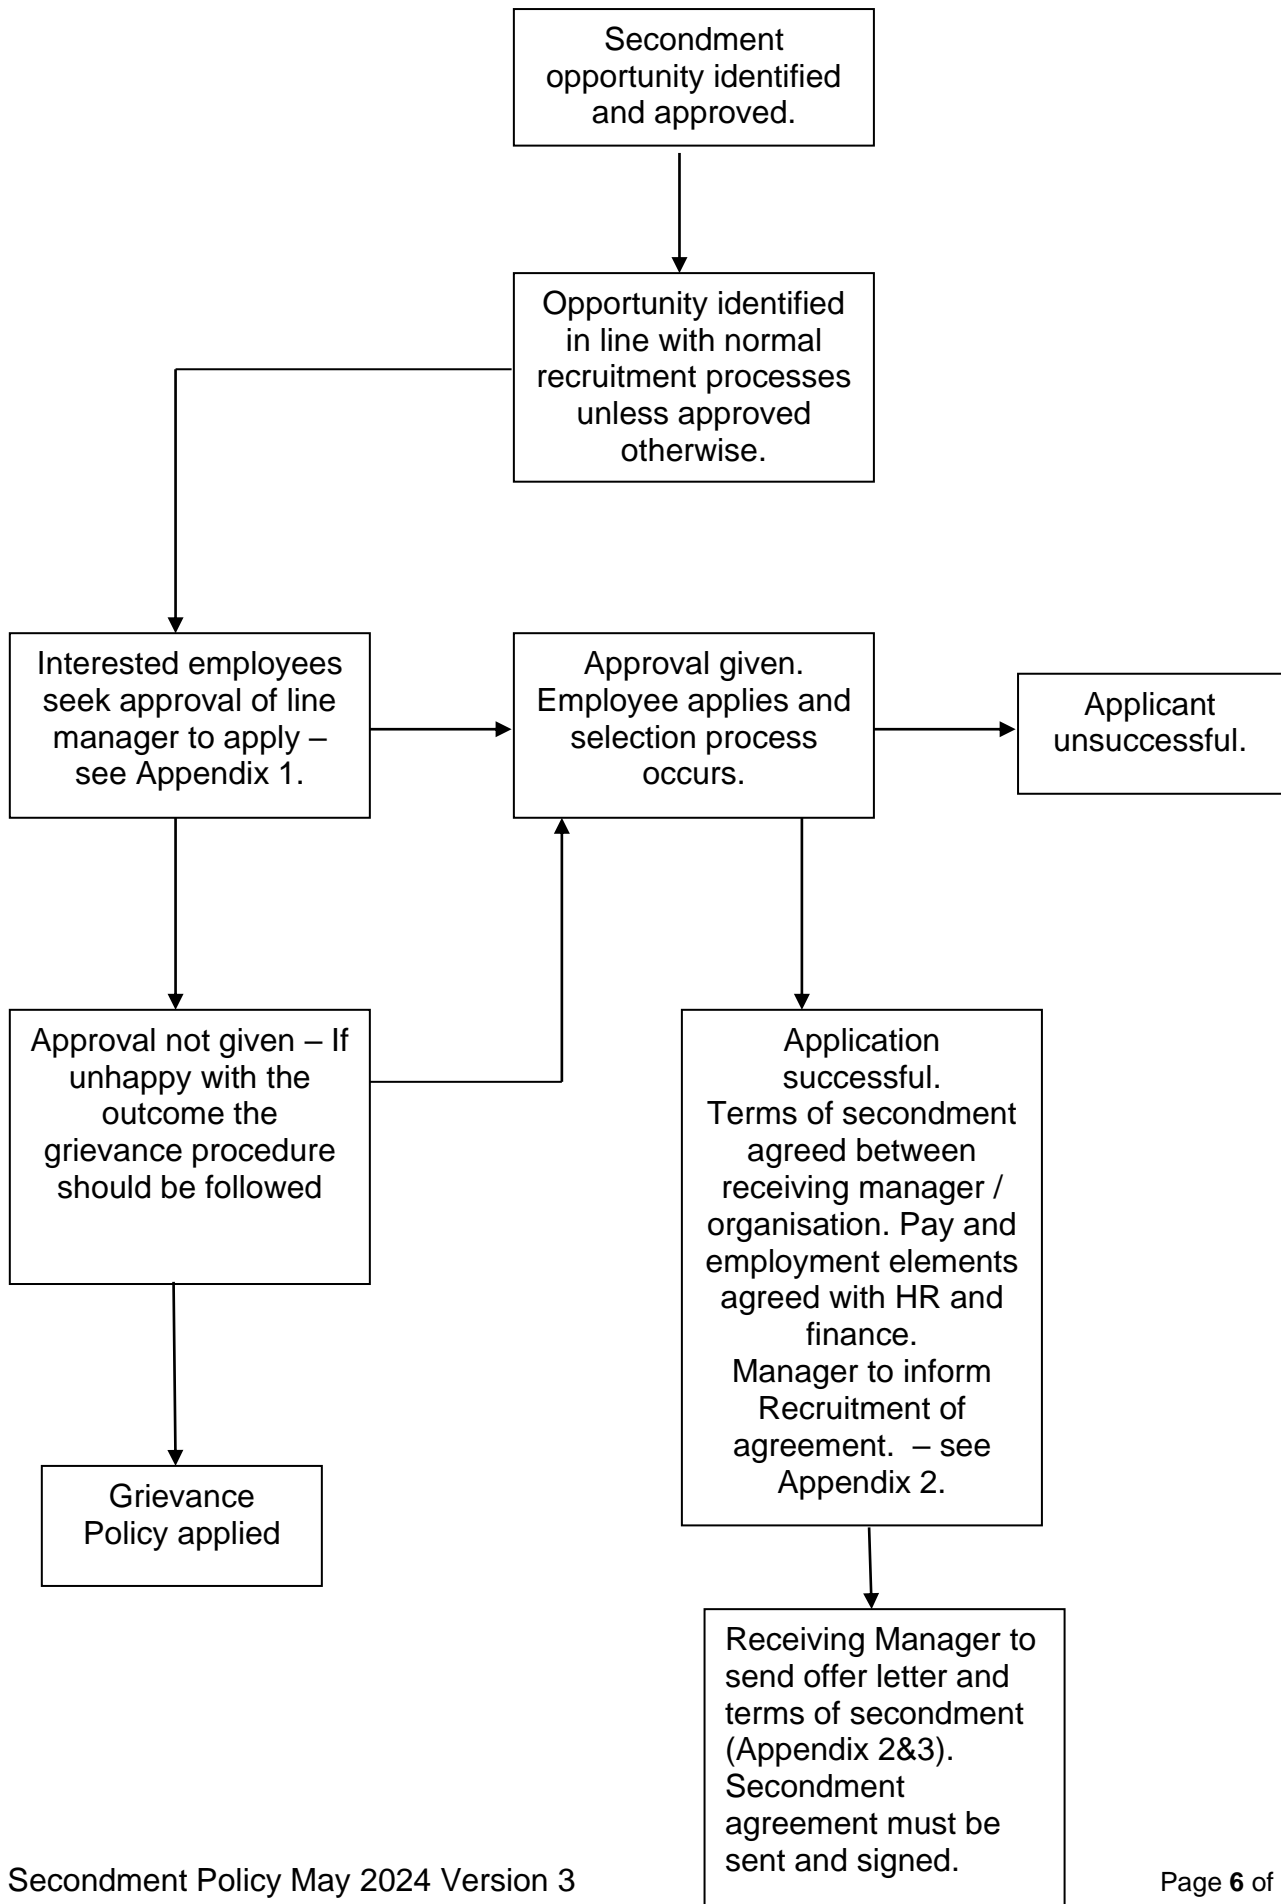 Secondment
opportunity identified
and approved.
Opportunity identified
in line with normal
recruitment processes
unless approved
otherwise.
Interested employees
seek approval of line
manager to apply –
see Appendix 1.
Approval given.
Employee applies and
selection process
occurs.
Applicant
unsuccessful.
Approval not given – If
unhappy with the
outcome the
grievance procedure
should be followed
Application
successful.
Terms of secondment
agreed between
receiving manager /
organisation. Pay and
employment elements
agreed with HR and
finance.
Manager to inform
Recruitment of
agreement.  – see
Appendix 2.
Grievance
Policy applied
Receiving Manager to
send offer letter and
terms of secondment
(Appendix 2&3).
Secondment
agreement must be
sent and signed.
Secondment Policy May 2024 Version 3
Page 6 of